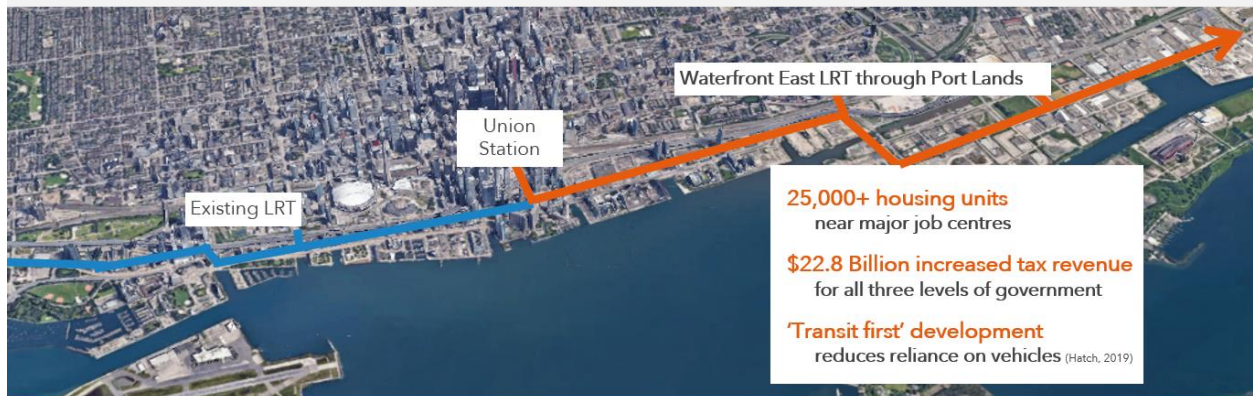 Waterfront East LRT through Port Lands
Union
Station
Existing LRT
25,000+ housing units
near major job centres
$22.8 Billion increased tax revenue
for all three levels of government
'Transit first' development
reduces reliance on vehicles (Hatch, 2019)